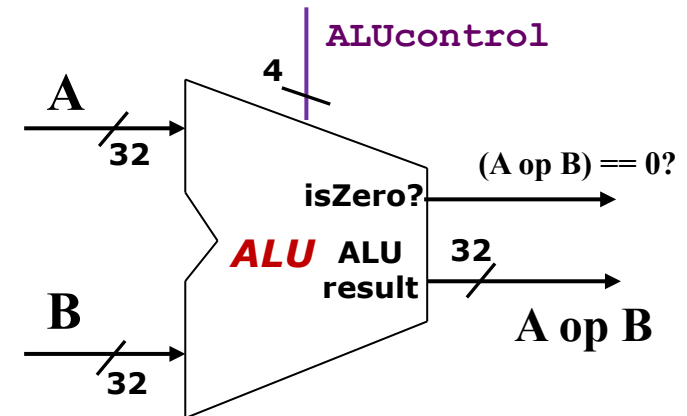 ALUcontrol
4
A
32
(A op B) == 0?
isZero?
ALU
ALU
result
32
B
A op B
32